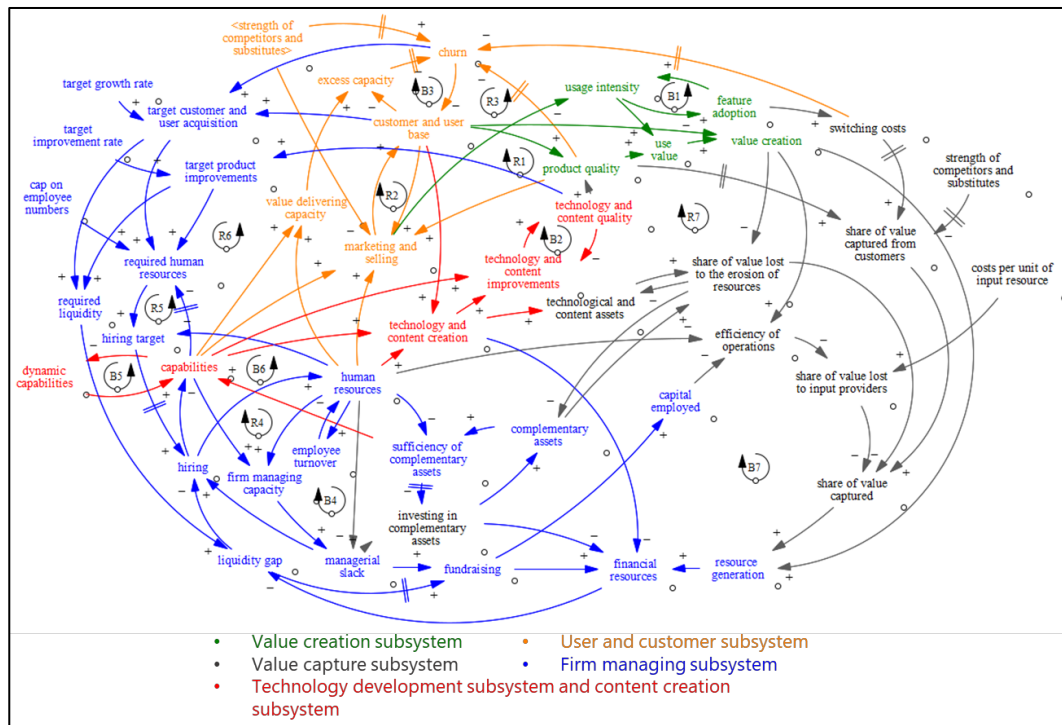 <strength of
competitors and
substitutes>
churn
target growth rate
excess capacity
B3
R3
usage intensity
B1
feature
adoption
target customer and
user acquisition
customer and user
base
switching costs
target
improvement rate
use
value
value creation
target product
improvements
R1
product quality
strength of
competitors and
substitutes
cap on
employee
numbers
value delivering
capacity
R2
technology and
content quality
R7
R6
marketing and
selling
B2
share of value
captured from
customers
required human
resources
technology and
content
improvements
share of value lost
to the erosion of
resources
costs per unit of
input resource
required
liquidity
R5
technological and
content assets
hiring target
technology and
content creation
efficiency of
operations
dynamic
capabilities
B5
capabilities
B6
human
resources
share of value lost
to input providers
capital
employed
R4
employee
turnover
sufficiency of
complementary
assets
complementary
assets
hiring
firm managing
capacity
B7
share of value
captured
B4
investing in
complementary
assets
liquidity gap
managerial
slack
fundraising
financial
resources
resource
generation
• Value creation subsystem
• User and customer subsystem
• Value capture subsystem
• Firm managing subsystem
• Technology development subsystem and content creation
subsystem